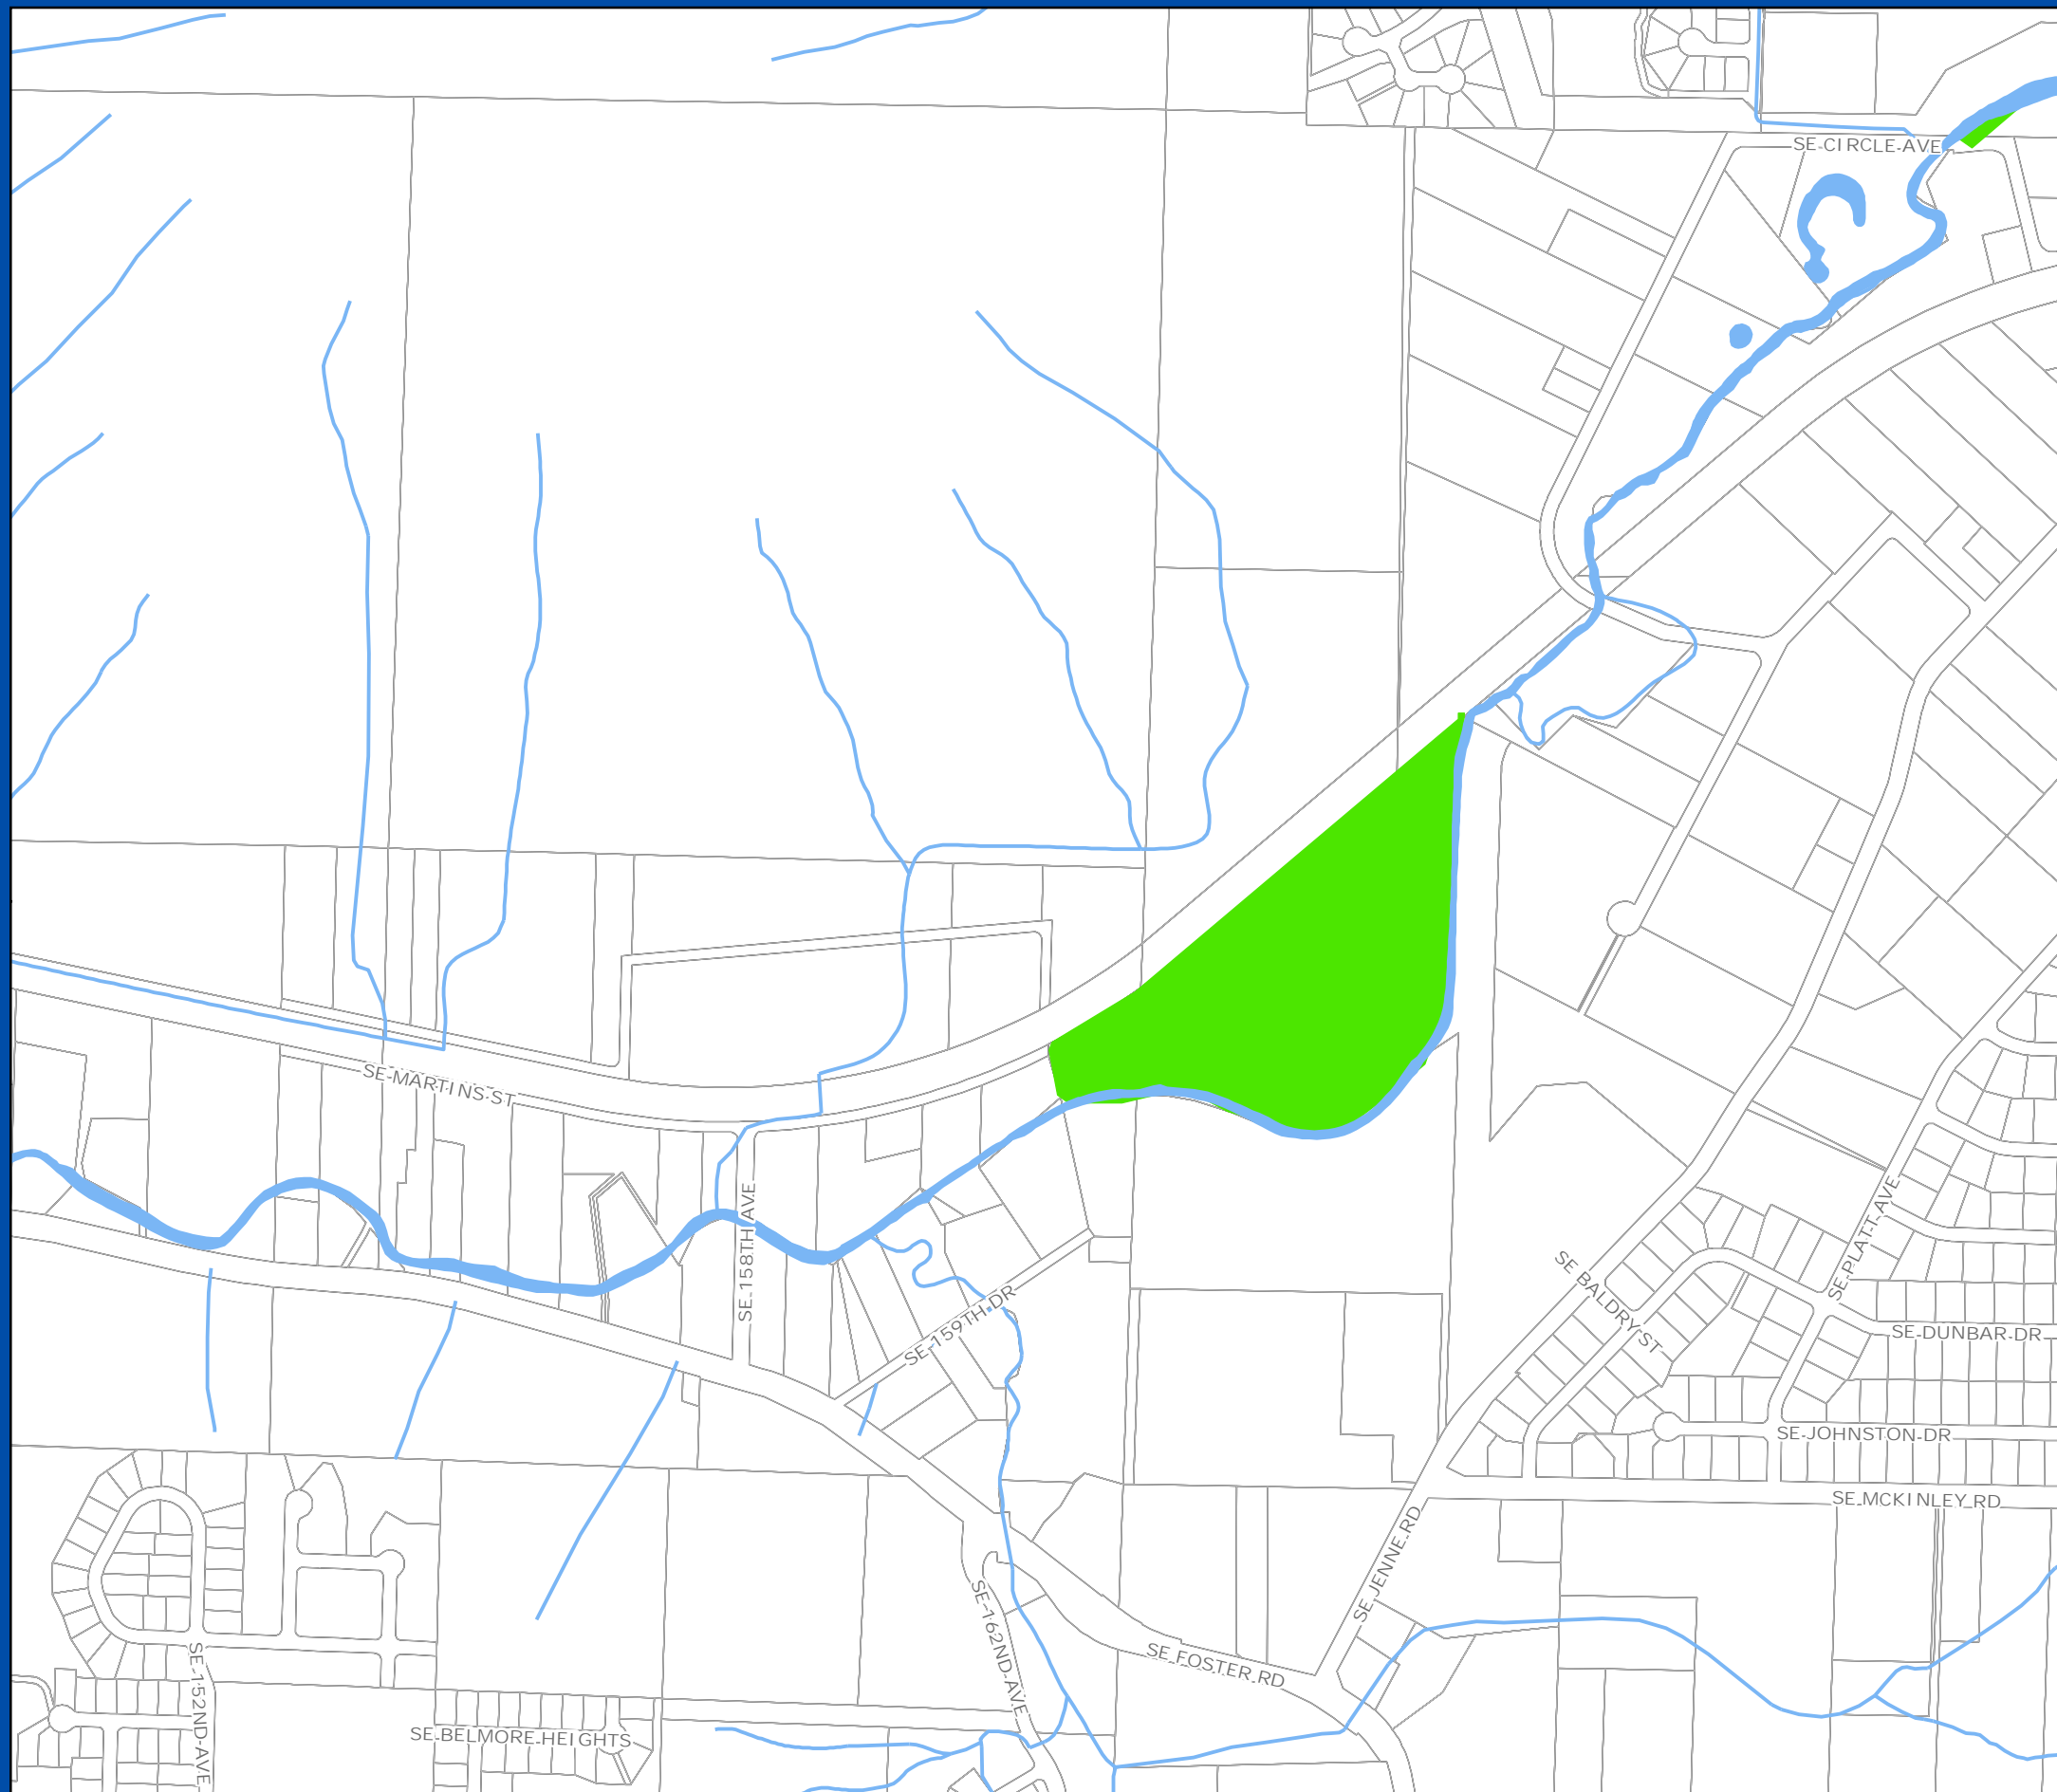 SE CIRCLE AVE
SE MARTINS ST
SE 158TH AVE
SE 159TH DR
SE PLATT AVE
SE BALDRY ST
SE DUNBAR DR
SE JOHNSTON DR
SE MCKINLEY RD
SE JENNE RD
SE 162ND AVE
SE FOSTER RD
SE 152ND AVE
SE BELMORE HEIGHTS